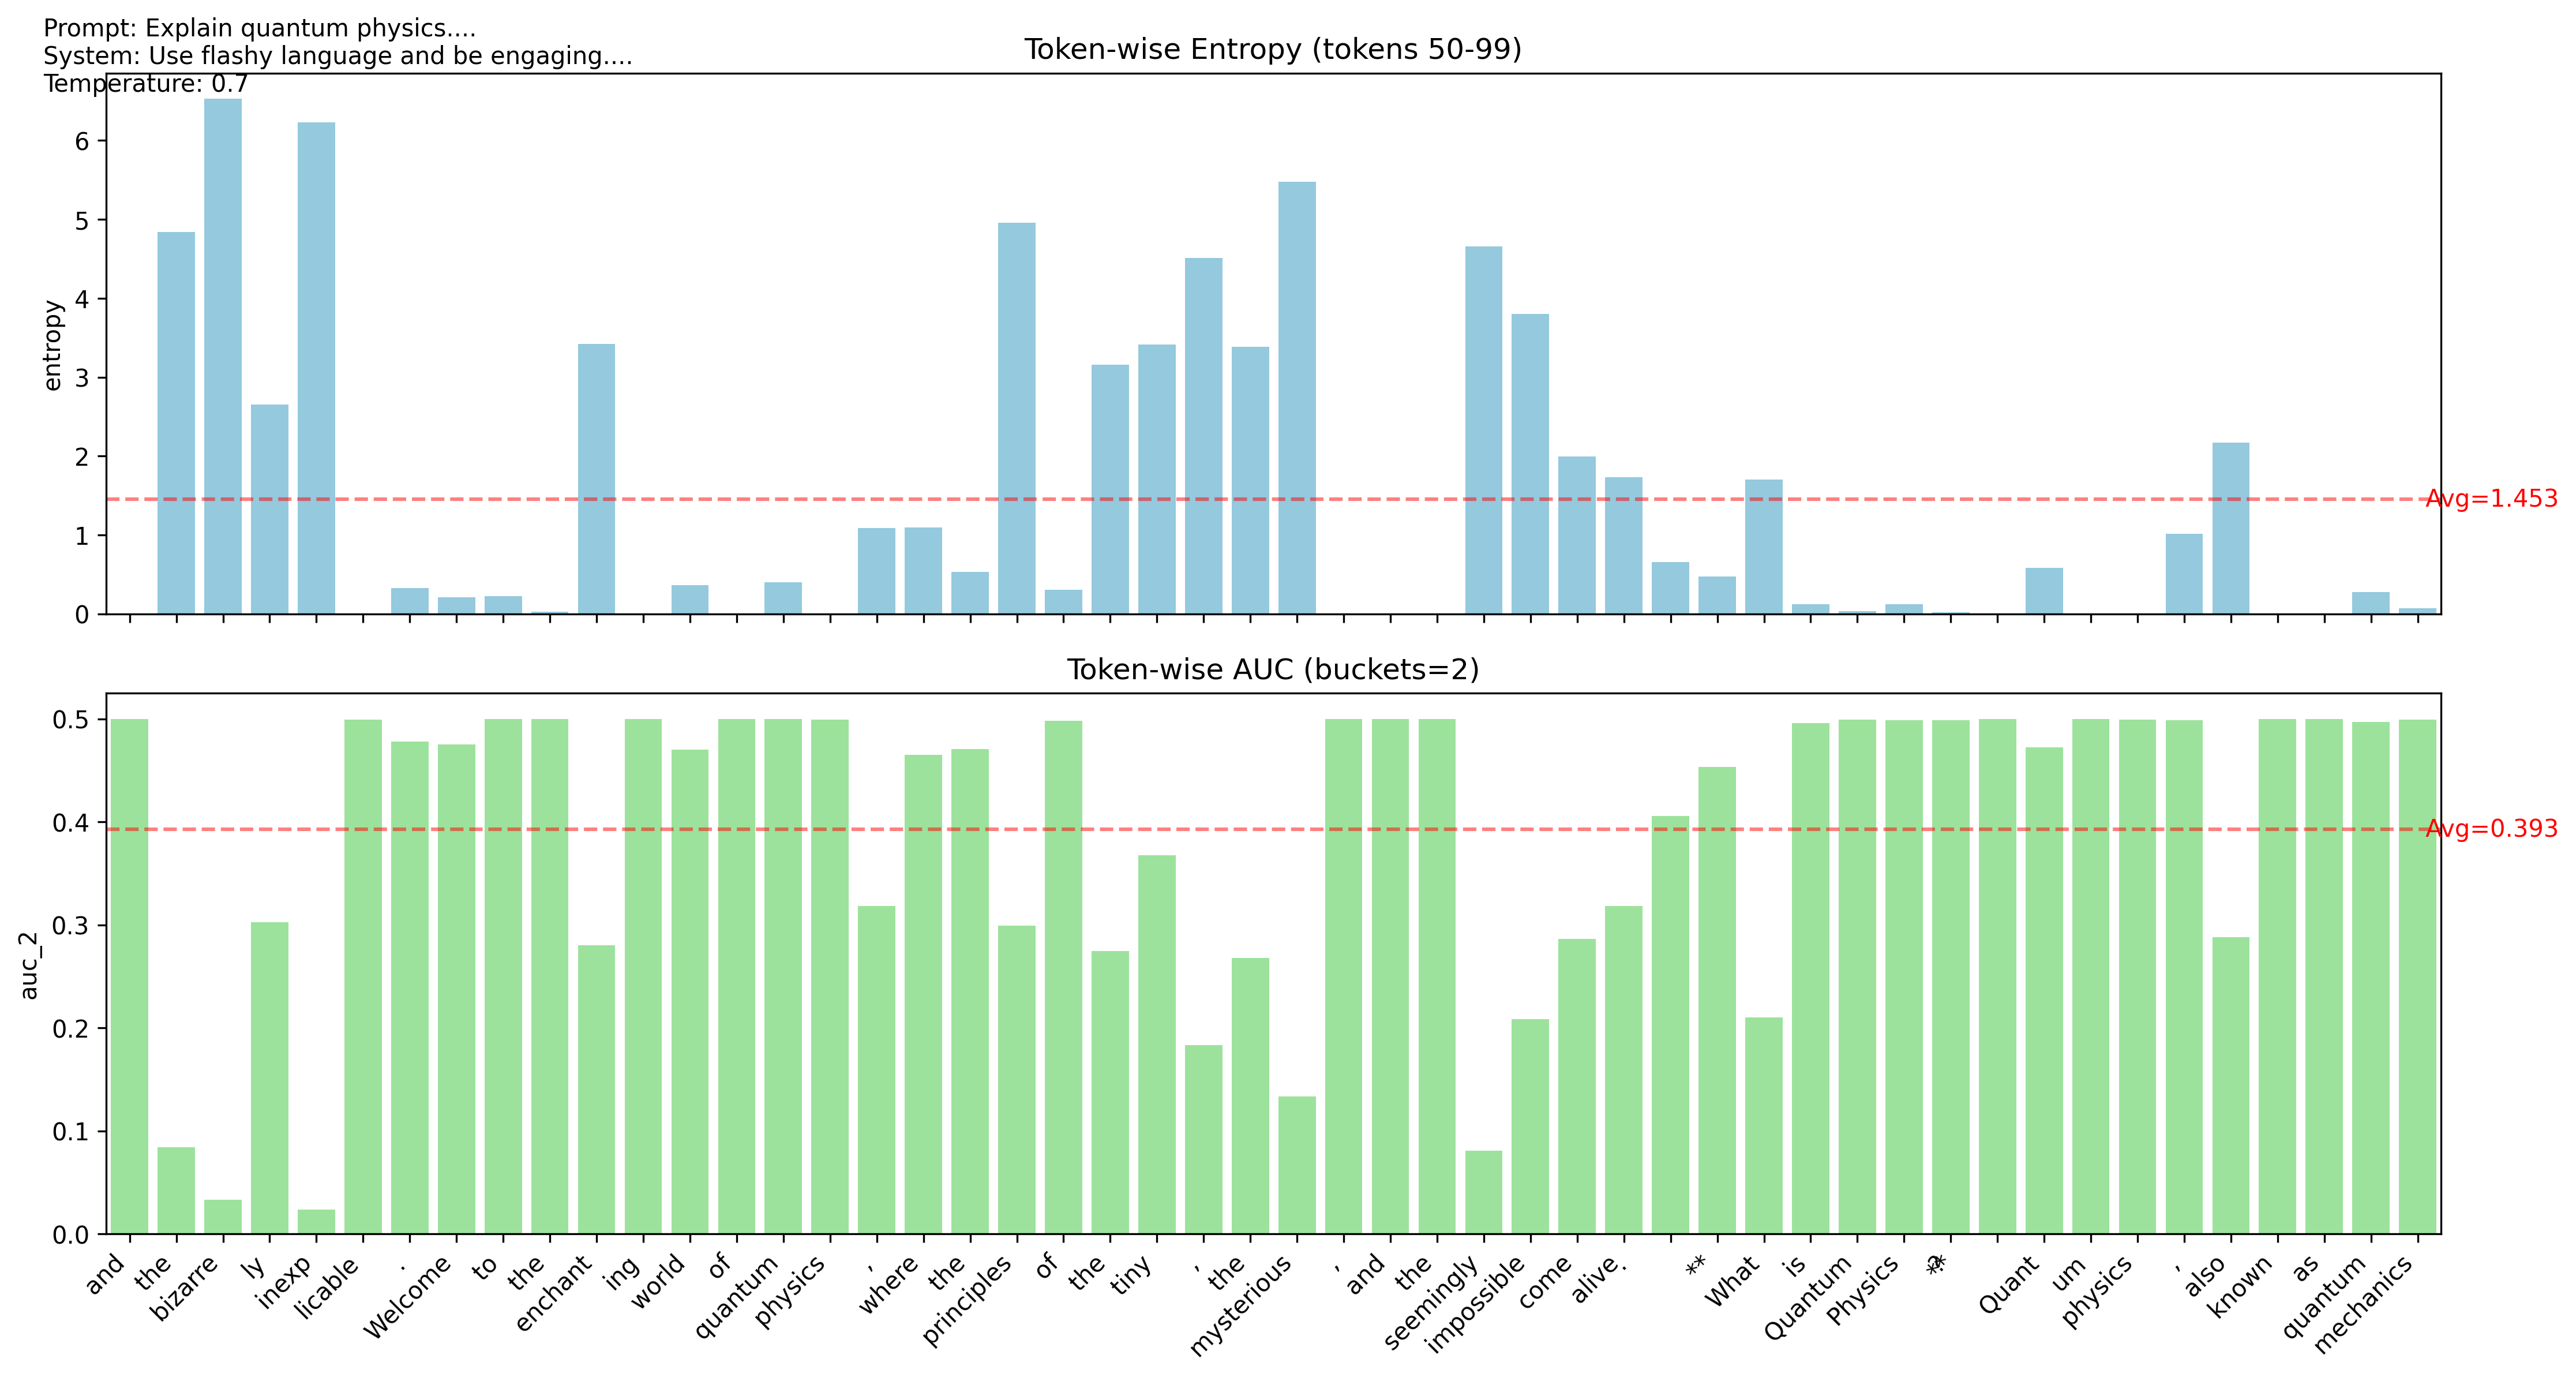 Prompt: Explain quantum physics....
System: Use flashy language and be engaging....
Temperature: 0.7
Token-wise Entropy (tokens 50-99)
entropy
6
5
4
3
2
1
0
Avg=1.453
Token-wise AUC (buckets=2)
auc_2
0.5
0.4
0.3
0.2
0.1
0.0
Avg=0.393
and
the
bizarre
ly
inexp
licable
.
Welcome
to
the
enchant
ing
world
of
quantum
physics
,
where
the
principles
of
the
tiny
,
the
mysterious
,
and
the
seemingly
impossible
come
alive
.
**
What
is
Quantum
Physics
?
**
Quant
um
physics
,
also
known
as
quantum
mechanics